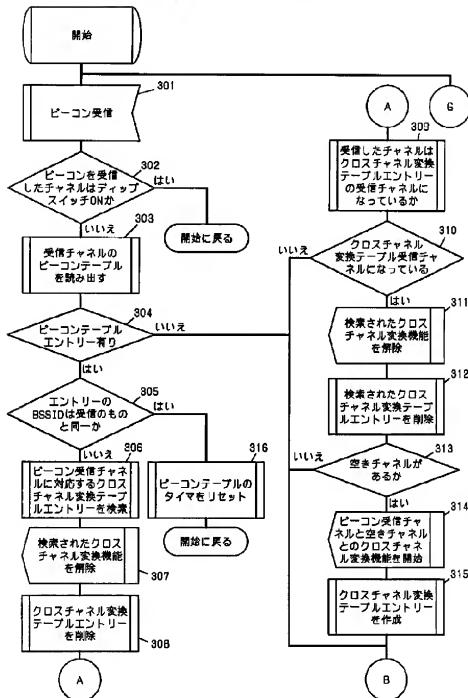 開始
301
ビーコン受信
302
ビーコンを受信
したチャネルはディップ
スイッチONか
はい
開始に戻る
いいえ
303
受信チャネルの
ビーコンテーブル
を読み出す
304
ビーコンテーブル
エントリー有り
いいえ
はい
305
エントリーの
BSSIDは受信のもの
と同一か
はい
いいえ
306
ビーコン受信チャネ
ルに対応するクロス
チャネル変換テーブ
ルエントリーを検索
316
ビーコンテーブルの
タイマをリセット
開始に戻る
検索されたクロス
チャネル変換機能
を解除
307
クロスチャネル変換
テーブルエントリー
を削除
308
A
A
G
309
受信したチャネルは
クロスチャネル変換
テーブルエントリー
の受信チャネルに
なっているか
310
クロスチャネル
変換テーブル受信チャ
ネルになっている
いいえ
はい
311
検索されたクロス
チャネル変換機能
を解除
312
検索されたクロス
チャネル変換テーブ
ルエントリーを削除
313
空きチャネルが
あるか
いいえ
はい
314
ビーコン受信チャネ
ルと空きチャネル
とのクロスチャネル
変換機能を開始
315
クロスチャネル変換
テーブルエントリー
を作成
B